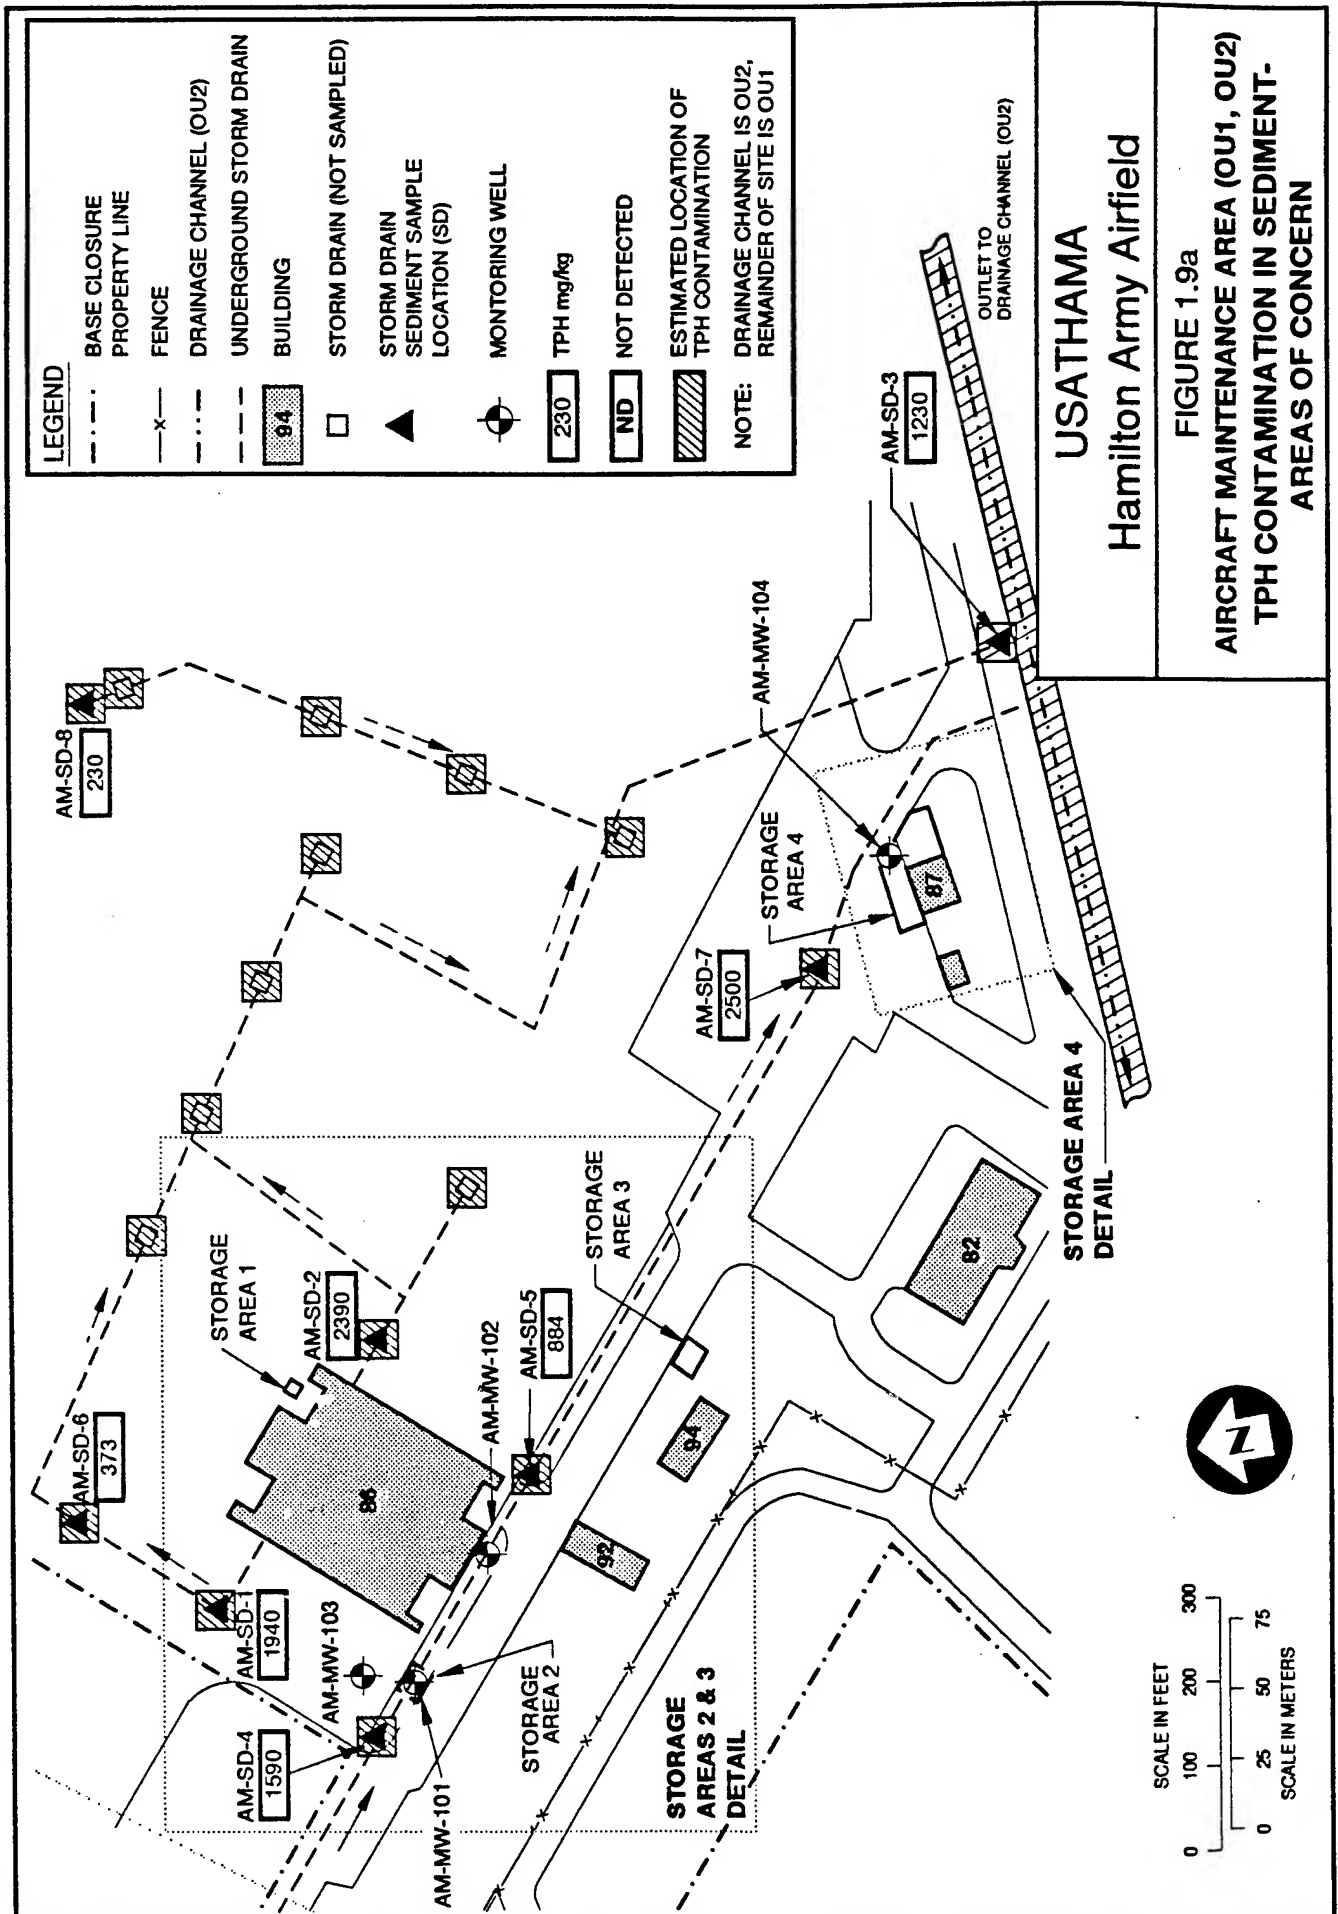 LEGEND
BASE CLOSURE
PROPERTY LINE
x
FENCE
DRAINAGE CHANNEL (OU2)
UNDERGROUND STORM DRAIN
94
BUILDING
STORM DRAIN (NOT SAMPLED)
STORM DRAIN
SEDIMENT SAMPLE
LOCATION (SD)
MONTORING WELL
230
TPH mg/kg
ND
NOT DETECTED
ESTIMATED LOCATION OF
TPH CONTAMINATION
NOTE: DRAINAGE CHANNEL IS OU2,
REMAINDER OF SITE IS OU1
AM-SD-8
230
AM-SD-6
373
AM-SD-1
1940
AM-SD-4
1590
AM-MW-103
AM-MW-101
STORAGE
AREA 2
STORAGE
AREA 1
AM-SD-2
2390
86
AM-MW-102
AM-SD-5
884
STORAGE
AREA 3
92
94
STORAGE
AREAS 2 & 3
DETAIL
AM-SD-7
2500
STORAGE
AREA 4
AM-MW-104
87
82
STORAGE AREA 4
DETAIL
AM-SD-3
1230
OUTLET TO
DRAINAGE CHANNEL (OU2)
N
SCALE IN FEET
0 100 200 300
0 25 50 75
SCALE IN METERS
USATHAMA
Hamilton Army Airfield
FIGURE 1.9a
AIRCRAFT MAINTENANCE AREA (OU1, OU2)
TPH CONTAMINATION IN SEDIMENT-
AREAS OF CONCERN